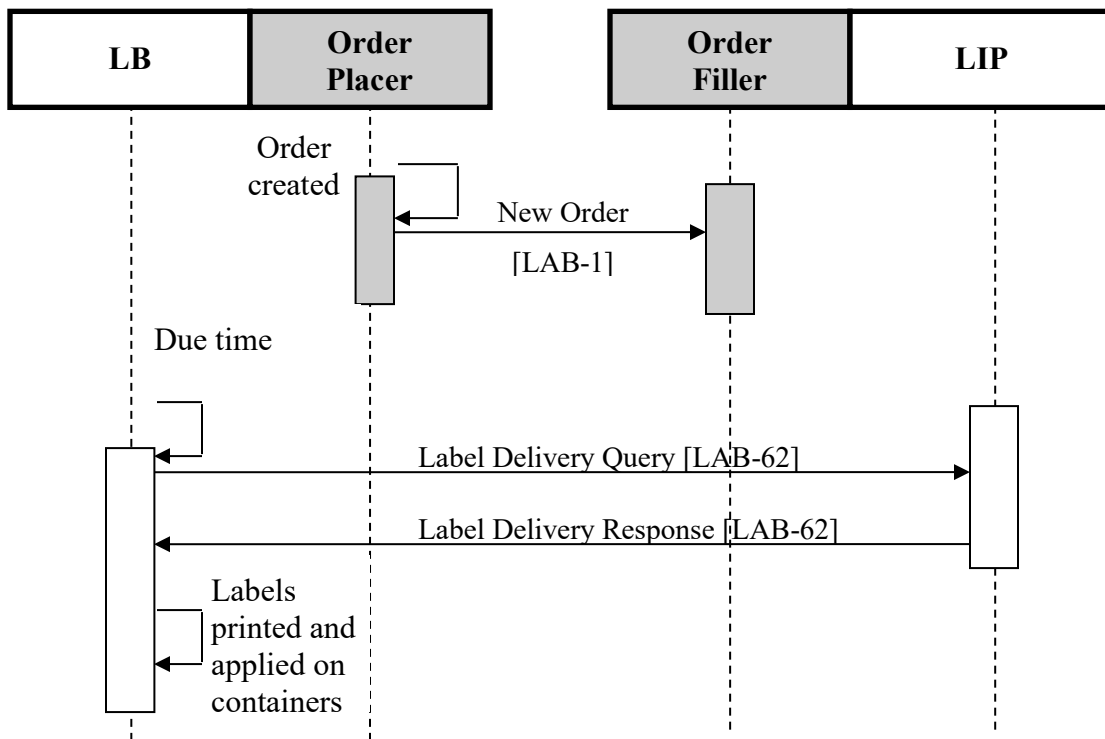 LB
Order
Placer
Order
Filler
LIP
Order
created
New Order
[LAB-1]
Due time
Label Delivery Query [LAB-62]
Label Delivery Response [LAB-62]
Labels
printed and
applied on
containers